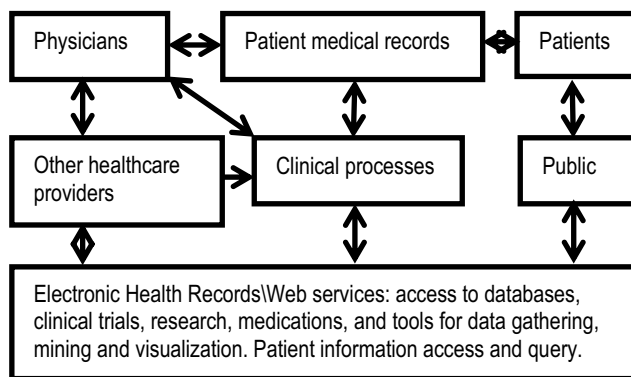 Physicians
Patient medical records
Patients
Other healthcare
providers
Clinical processes
Public
Electronic Health Records\Web services: access to databases,
clinical trials, research, medications, and tools for data gathering,
mining and visualization. Patient information access and query.